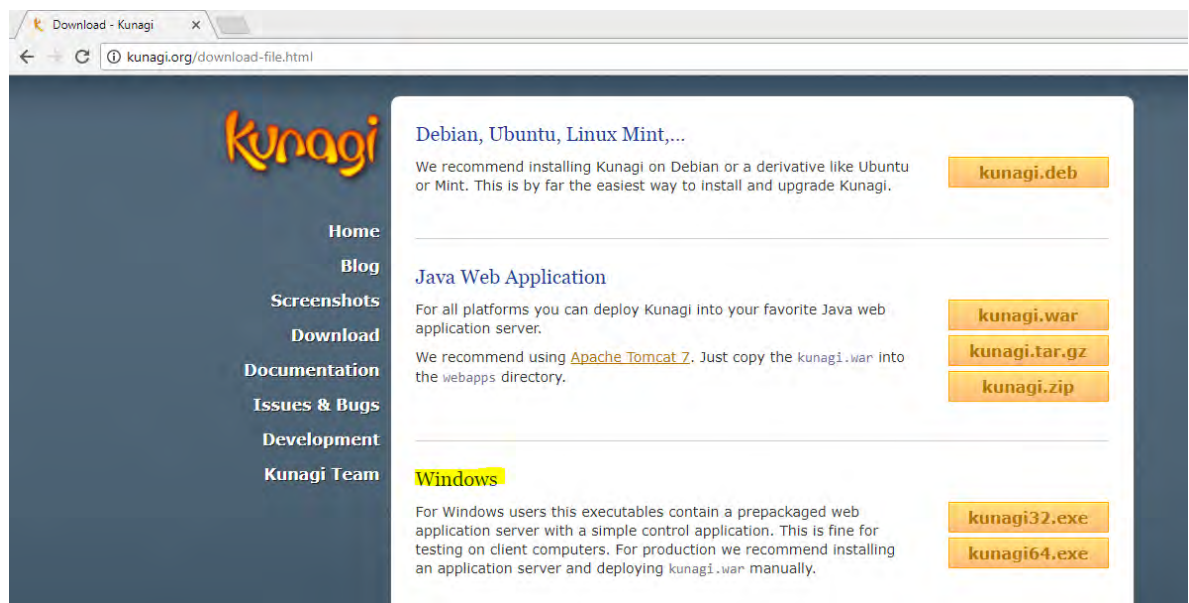 Download - Kunagi
kunagi.org/download-file.html
kunagi
Home
Blog
Screenshots
Download
Documentation
Issues & Bugs
Development
Kunagi Team
Debian, Ubuntu, Linux Mint,...
We recommend installing Kunagi on Debian or a derivative like Ubuntu
or Mint. This is by far the easiest way to install and upgrade Kunagi.
kunagi.deb
Java Web Application
For all platforms you can deploy Kunagi into your favorite Java web
application server.
We recommend using Apache Tomcat 7. Just copy the kunagi.war into
the webapps directory.
kunagi.war
kunagi.tar.gz
kunagi.zip
Windows
For Windows users this executables contain a prepackaged web
application server with a simple control application. This is fine for
testing on client computers. For production we recommend installing
an application server and deploying kunagi.war manually.
kunagi32.exe
kunagi64.exe